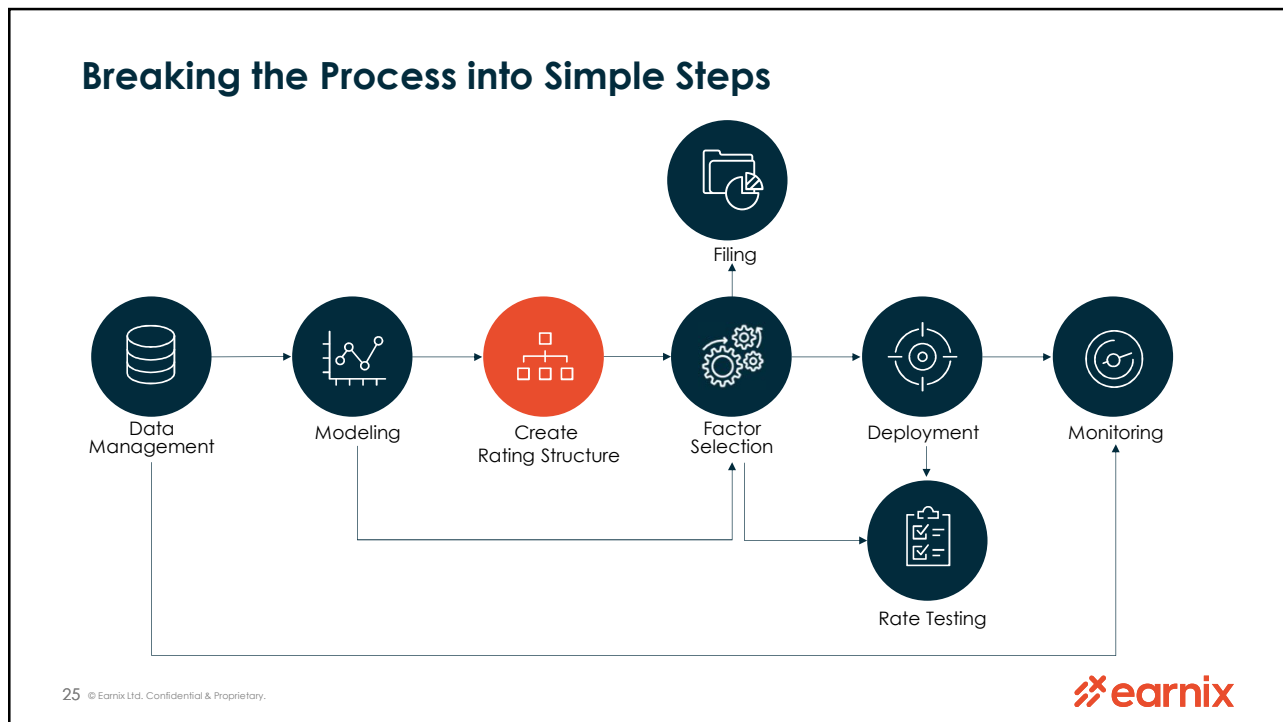 Breaking the Process into Simple Steps
Filing
Data
Management
Modeling
Create
Rating Structure
Factor
Selection
Deployment
Monitoring
Rate Testing
25 © Earnix Ltd. Confidential & Proprietary.
earnix